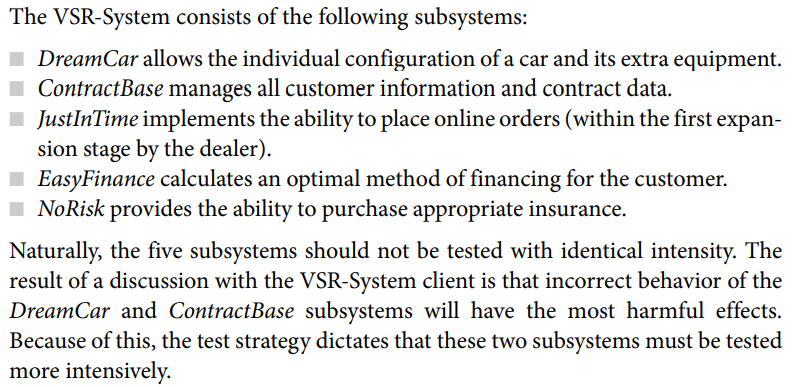 The VSR-System consists of the following subsystems:
■ DreamCar allows the individual configuration of a car and its extra equipment.
■ ContractBase manages all customer information and contract data.
■ JustInTime implements the ability to place online orders (within the first expan-
sion stage by the dealer).
■ EasyFinance calculates an optimal method of financing for the customer.
■ NoRisk provides the ability to purchase appropriate insurance.
Naturally, the five subsystems should not be tested with identical intensity. The
result of a discussion with the VSR-System client is that incorrect behavior of the
DreamCar and ContractBase subsystems will have the most harmful effects.
Because of this, the test strategy dictates that these two subsystems must be tested
more intensively.